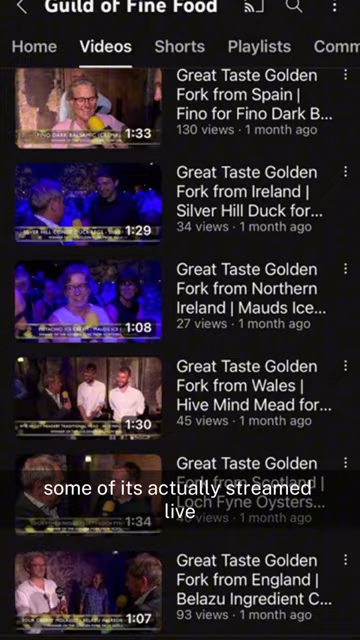 Guild of Fine Food
Home Videos Shorts Playlists Comm
Great Taste Golden
Fork from Spain |
Fino for Fino Dark B...
130 views · 1 month ago
1:33
Great Taste Golden
Fork from Ireland |
Silver Hill Duck for...
34 views · 1 month ago
1:29
Great Taste Golden
Fork from Northern
Ireland | Mauds Ice...
27 views · 1 month ago
1:08
Great Taste Golden
Fork from Wales |
Hive Mind Mead for...
45 views · 1 month ago
1:30
Great Taste Golden
Fork from Scotland |
Loch Fyne Oysters...
views · 1 month ago
1:34
some of its actually streamed
live
Great Taste Golden
Fork from England |
Belazu Ingredient C...
93 views · 1 month ago
1:07